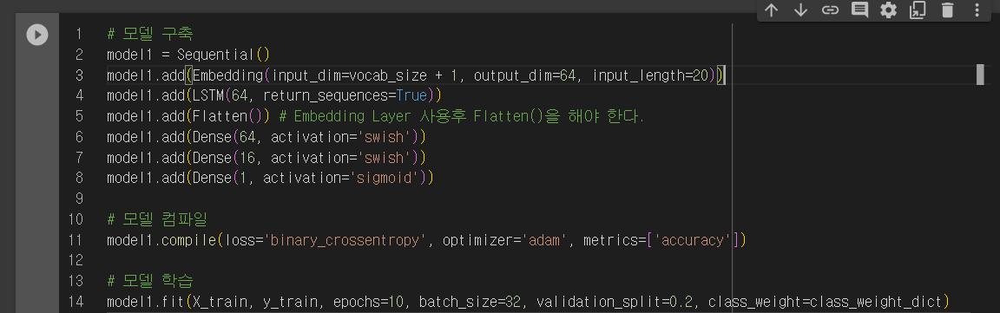 1 # 모델 구축
2 model1 = Sequential()
3 model1.add(Embedding(input_dim=vocab_size + 1, output_dim=64, input_length=20))
4 model1.add(LSTM(64, return_sequences=True))
5 model1.add(Flatten()) # Embedding Layer 사용후 Flatten()을 해야 한다.
6 model1.add(Dense(64, activation='swish'))
7 model1.add(Dense(16, activation='swish'))
8 model1.add(Dense(1, activation='sigmoid'))
9
10 # 모델 컴파일
11 model1.compile(loss='binary_crossentropy', optimizer='adam', metrics=['accuracy'])
12
13 # 모델 학습
14 model1.fit(X_train, y_train, epochs=10, batch_size=32, validation_split=0.2, class_weight=class_weight_dict)